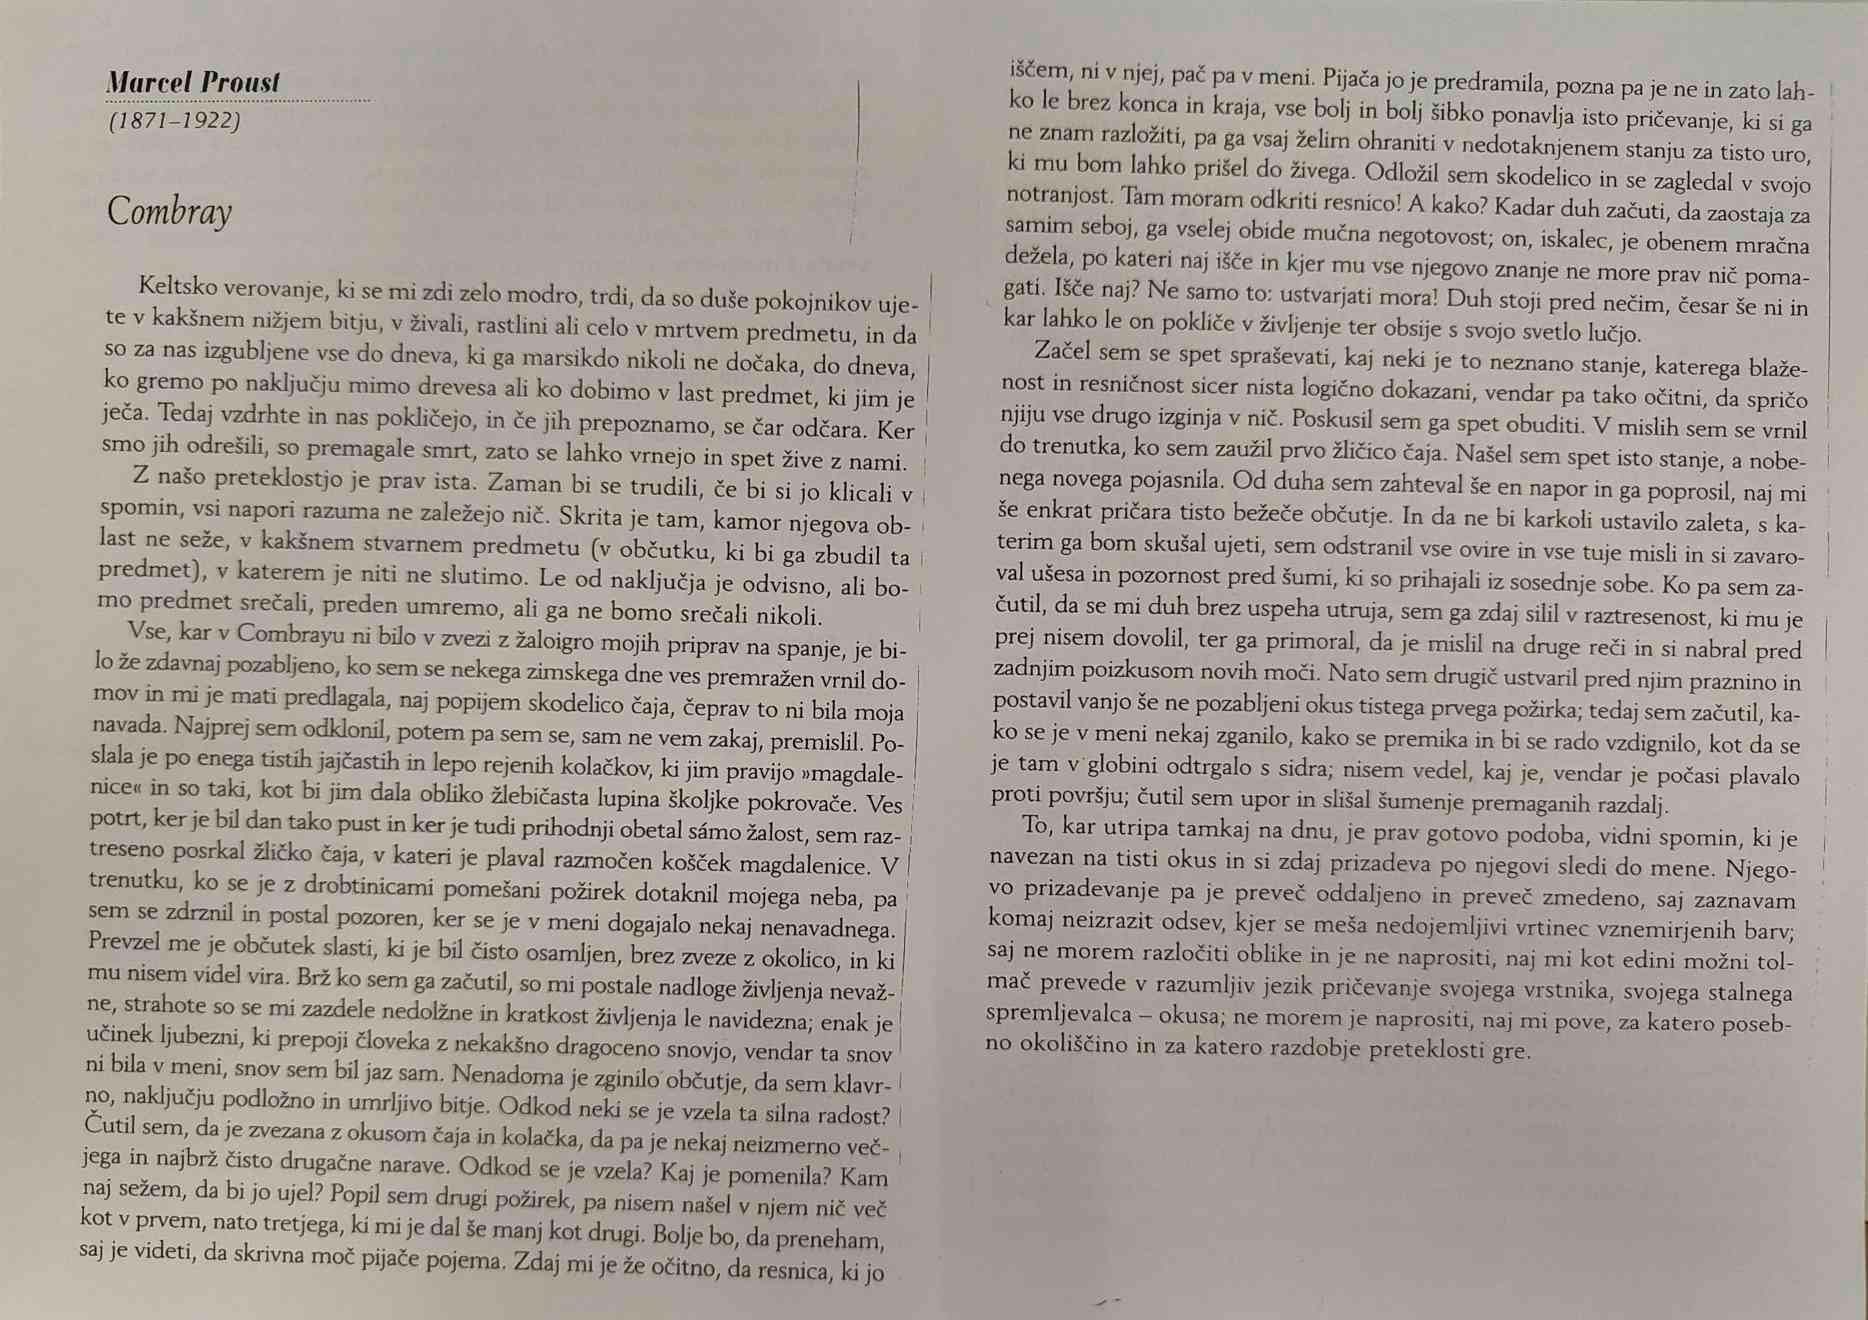 Marcel Proust
(1871–1922)
Combray
Keltsko verovanje, ki se mi zdi zelo modro, trdi, da so duše pokojnikov uje-
te v kakšnem nižjem bitju, v živali, rastlini ali celo v mrtvem predmetu, in da
so za nas izgubljene vse do dneva, ki ga marsikdo nikoli ne dočaka, do dneva,
ko gremo po naključju mimo drevesa ali ko dobimo v last predmet, ki jim je
ječa. Tedaj vzdrhte in nas pokličejo, in če jih prepoznamo, se čar odčara. Ker
smo jih odrešili, so premagale smrt, zato se lahko vrnejo in spet žive z nami.
Z našo preteklostjo je prav ista. Zaman bi se trudili, če bi si jo klicali v
spomin, vsi napori razuma ne zaležejo nič. Skrita je tam, kamor njegova ob-
last ne seže, v kakšnem stvarnem predmetu (v občutku, ki bi ga zbudil ta
predmet), v katerem je niti ne slutimo. Le od naključja je odvisno, ali bo-
mo predmet srečali, preden umremo, ali ga ne bomo srečali nikoli.
Vse, kar v Combrayu ni bilo v zvezi z žaloigro mojih priprav na spanje, je bi-
lo že zdavnaj pozabljeno, ko sem se nekega zimskega dne ves premražen vrnil do-
mov in mi je mati predlagala, naj popijem skodelico čaja, čeprav to ni bila moja
navada. Najprej sem odklonil, potem pa sem se, sam ne vem zakaj, premislil. Po-
slala je po enega tistih jajčastih in lepo rejenih kolačkov, ki jim pravijo »magdale-
nice« in so taki, kot bi jim dala obliko žlebičasta lupina školjke pokrovače. Ves
potrt, ker je bil dan tako pust in ker je tudi prihodnji obetal sámo žalost, sem raz-
treseno posrkal žličko čaja, v kateri je plaval razmočen košček magdalenice. V
trenutku, ko se je z drobtinicami pomešani požirek dotaknil mojega neba, pa
sem se zdrznil in postal pozoren, ker se je v meni dogajalo nekaj nenavadnega.
Prevzel me je občutek slasti, ki je bil čisto osamljen, brez zveze z okolico, in ki
mu nisem videl vira. Brž ko sem ga začutil, so mi postale nadloge življenja nevaž-
ne, strahote so se mi zazdele nedolžne in kratkost življenja le navidezna; enak je
učinek ljubezni, ki prepoji človeka z nekakšno dragoceno snovjo, vendar ta snov
ni bila v meni, snov sem bil jaz sam. Nenadoma je zginilo občutje, da sem klavr-
no, naključju podložno in umrljivo bitje. Odkod neki se je vzela ta silna radost?
Čutil sem, da je zvezana z okusom čaja in kolačka, da pa je nekaj neizmerno več-
jega in najbrž čisto drugačne narave. Odkod se je vzela? Kaj je pomenila? Kam
naj sežem, da bi jo ujel? Popil sem drugi požirek, pa nisem našel v njem nič več
kot v prvem, nato tretjega, ki mi je dal še manj kot drugi. Bolje bo, da preneham,
saj je videti, da skrivna moč pijače pojema. Zdaj mi je že očitno, da resnica, ki jo
iščem, ni v njej, pač pa v meni. Pijača jo je predramila, pozna pa je ne in zato lah-
ko le brez konca in kraja, vse bolj in bolj šibko ponavlja isto pričevanje, ki si ga
ne znam razložiti, pa ga vsaj želim ohraniti v nedotaknjenem stanju za tisto uro,
ki mu bom lahko prišel do živega. Odložil sem skodelico in se zagledal v svojo
notranjost. Tam moram odkriti resnico! A kako? Kadar duh začuti, da zaostaja za
samim seboj, ga vselej obide mučna negotovost; on, iskalec, je obenem mračna
dežela, po kateri naj išče in kjer mu vse njegovo znanje ne more prav nič poma-
gati. Išče naj? Ne samo to: ustvarjati mora! Duh stoji pred nečim, česar še ni in
kar lahko le on pokliče v življenje ter obsije s svojo svetlo lučjo.
Začel sem se spet spraševati, kaj neki je to neznano stanje, katerega blaže-
nost in resničnost sicer nista logično dokazani, vendar pa tako očitni, da spričo
njiju vse drugo izginja v nič. Poskusil sem ga spet obuditi. V mislih sem se vrnil
do trenutka, ko sem zaužil prvo žličico čaja. Našel sem spet isto stanje, a nobe-
nega novega pojasnila. Od duha sem zahteval še en napor in ga poprosil, naj mi
še enkrat pričara tisto bežeče občutje. In da ne bi karkoli ustavilo zaleta, s ka-
terim ga bom skušal ujeti, sem odstranil vse ovire in vse tuje misli in si zavaro-
val ušesa in pozornost pred šumi, ki so prihajali iz sosednje sobe. Ko pa sem za-
čutil, da se mi duh brez uspeha utruja, sem ga zdaj silil v raztresenost, ki mu je
prej nisem dovolil, ter ga primoral, da je mislil na druge reči in si nabral pred
zadnjim poizkusom novih moči. Nato sem drugič ustvaril pred njim praznino in
postavil vanjo še ne pozabljeni okus tistega prvega požirka; tedaj sem začutil, ka-
ko se je v meni nekaj zganilo, kako se premika in bi se rado vzdignilo, kot da se
je tam v globini odtrgalo s sidra; nisem vedel, kaj je, vendar je počasi plavalo
proti površju; čutil sem upor in slišal šumenje premaganih razdalj.
To, kar utripa tamkaj na dnu, je prav gotovo podoba, vidni spomin, ki je
navezan na tisti okus in si zdaj prizadeva po njegovi sledi do mene. Njego-
vo prizadevanje pa je preveč oddaljeno in preveč zmedeno, saj zaznavam
komaj neizrazit odsev, kjer se meša nedojemljivi vrtinec vznemirjenih barv;
saj ne morem razločiti oblike in je ne naprositi, naj mi kot edini možni tol-
mač prevede v razumljiv jezik pričevanje svojega vrstnika, svojega stalnega
spremljevalca – okusa; ne morem je naprositi, naj mi pove, za katero poseb-
no okoliščino in za katero razdobje preteklosti gre.